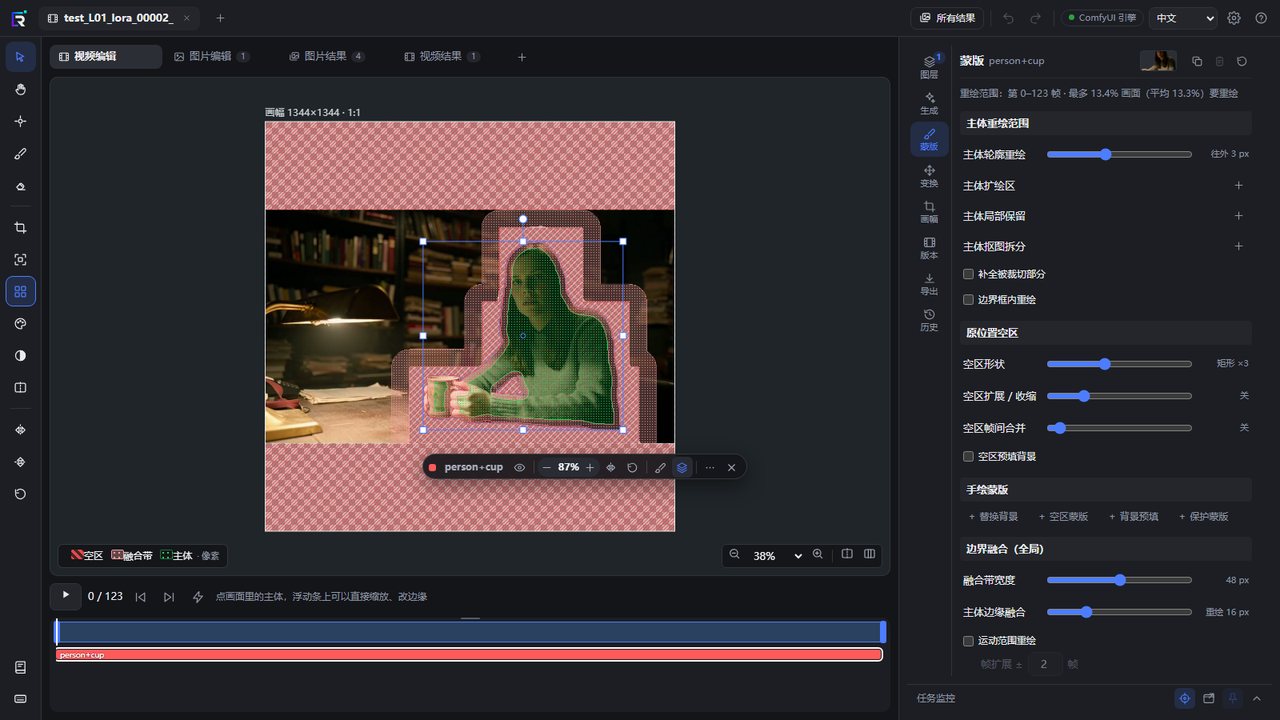 test_L01_lora_00002_
所有结果
ComfyUI 引擎
中文
视频编辑
图片编辑 1
图片结果 4
视频结果 1
画幅 1344×1344 · 1:1
person+cup
87%
空区 融合带 主体 · 像素
38%
0 / 123
点画面里的主体，浮动条上可以直接缩放、改边缘
person+cup
1
图层
生成
蒙版
变换
画幅
版本
导出
历史
蒙版 person+cup
重绘范围：第 0–123 帧 · 最多 13.4% 画面（平均 13.3%）要重绘
主体重绘范围
主体轮廓重绘 往外 3 px
主体扩绘区
主体局部保留
主体抠图拆分
补全被裁切部分
边界框内重绘
原位置空区
空区形状 矩形 ×3
空区扩展 / 收缩 关
空区帧间合并 关
空区预填背景
手绘蒙版
+ 替换背景 + 空区蒙版 + 背景预填 + 保护蒙版
边界融合（全局）
融合带宽度 48 px
主体边缘融合 重绘 16 px
运动范围重绘
帧扩展 ± 2 帧
任务监控